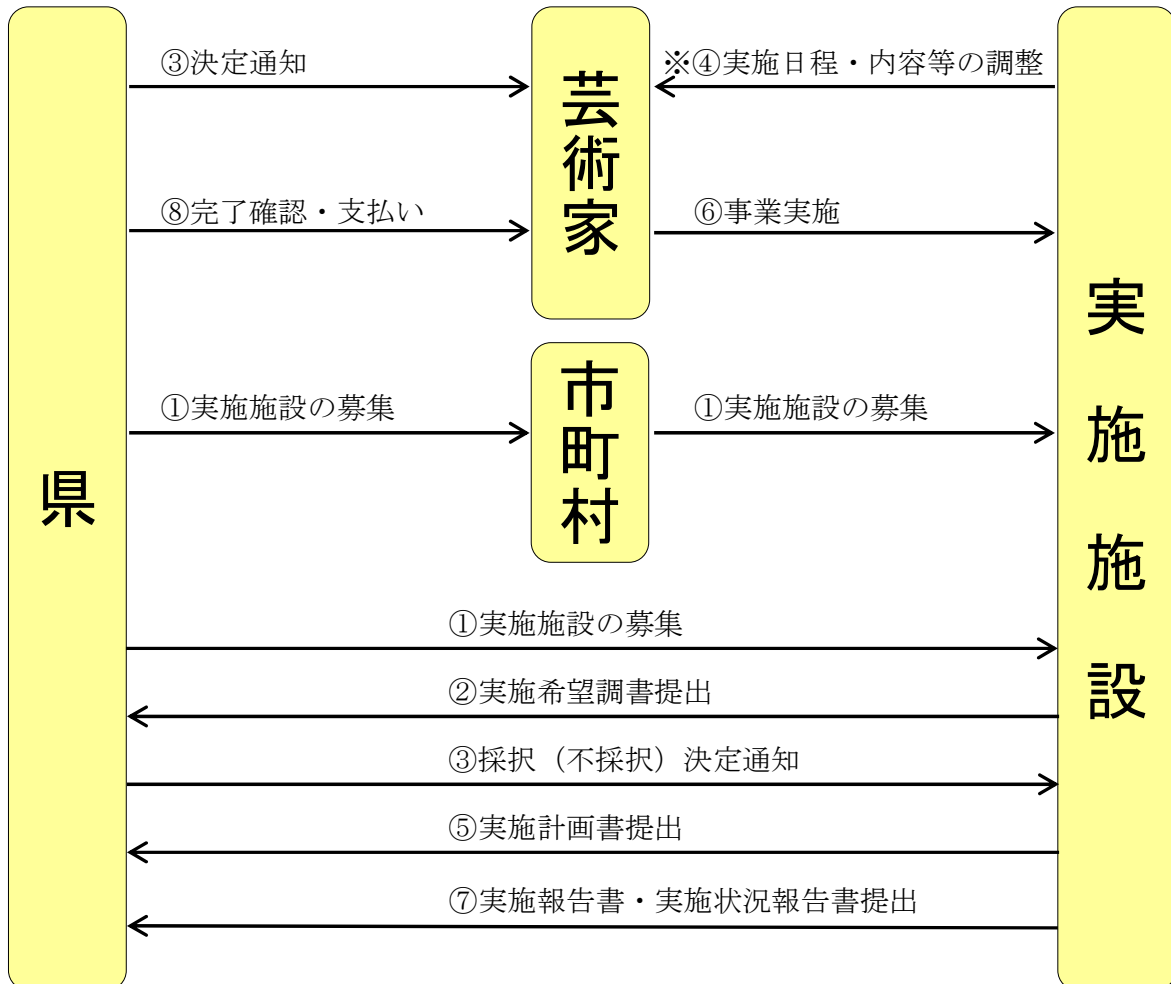 ③決定通知
※④実施日程・内容等の調整
芸術家
⑧完了確認・支払い
⑥事業実施
①実施施設の募集
市町村
①実施施設の募集
県
実施施設
①実施施設の募集
②実施希望調書提出
③採択（不採択）決定通知
⑤実施計画書提出
⑦実施報告書・実施状況報告書提出